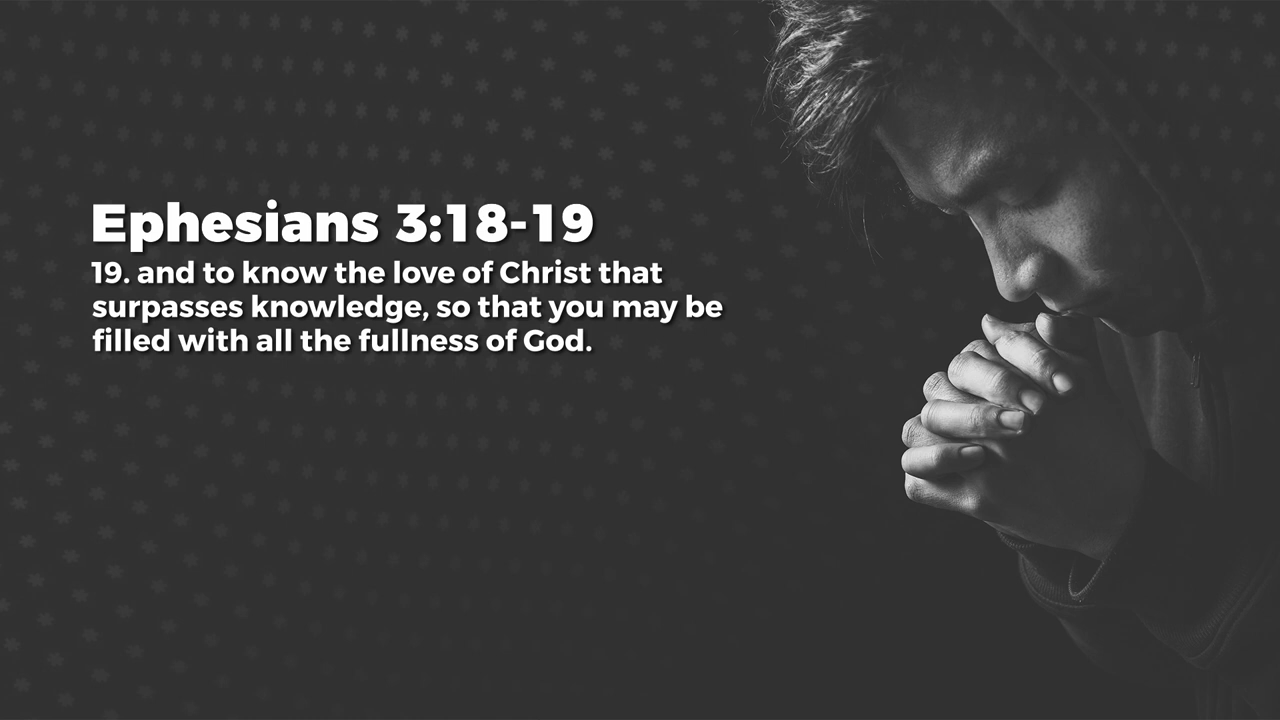 Ephesians 3:18-19
19. and to know the love of Christ that
surpasses knowledge, so that you may be
filled with all the fullness of God.